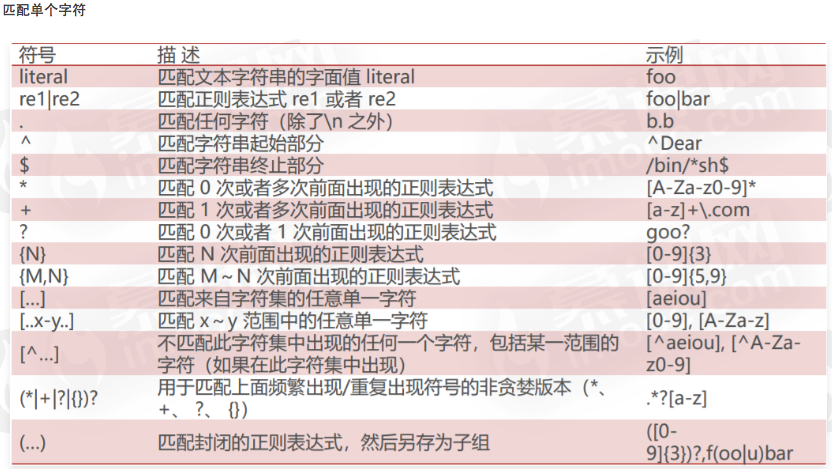 匹配单个字符
符号 描 述 示例
literal 匹配文本字符串的字面值 literal foo
re1|re2 匹配正则表达式 re1 或者 re2 foo|bar
. 匹配任何字符（除了\n 之外） b.b
^ 匹配字符串起始部分 ^Dear
$ 匹配字符串终止部分 /bin/*sh$
* 匹配 0 次或者多次前面出现的正则表达式 [A-Za-z0-9]*
+ 匹配 1 次或者多次前面出现的正则表达式 [a-z]+\.com
? 匹配 0 次或者 1 次前面出现的正则表达式 goo?
{N} 匹配 N 次前面出现的正则表达式 [0-9]{3}
{M,N} 匹配 M～N 次前面出现的正则表达式 [0-9]{5,9}
[...] 匹配来自字符集的任意单一字符 [aeiou]
[..x-y..] 匹配 x～y 范围中的任意单一字符 [0-9], [A-Za-z]
[^...] 不匹配此字符集中出现的任何一个字符，包括某一范围的 [^aeiou], [^A-Za-
字符（如果在此字符集中出现） z0-9]
(*|+|?|{})? 用于匹配上面频繁出现/重复出现符号的非贪婪版本（*、 .*?[a-z]
+、 ?、 {}）
(...) 匹配封闭的正则表达式，然后另存为子组 ([0-
9]{3})?,f(oo|u)bar